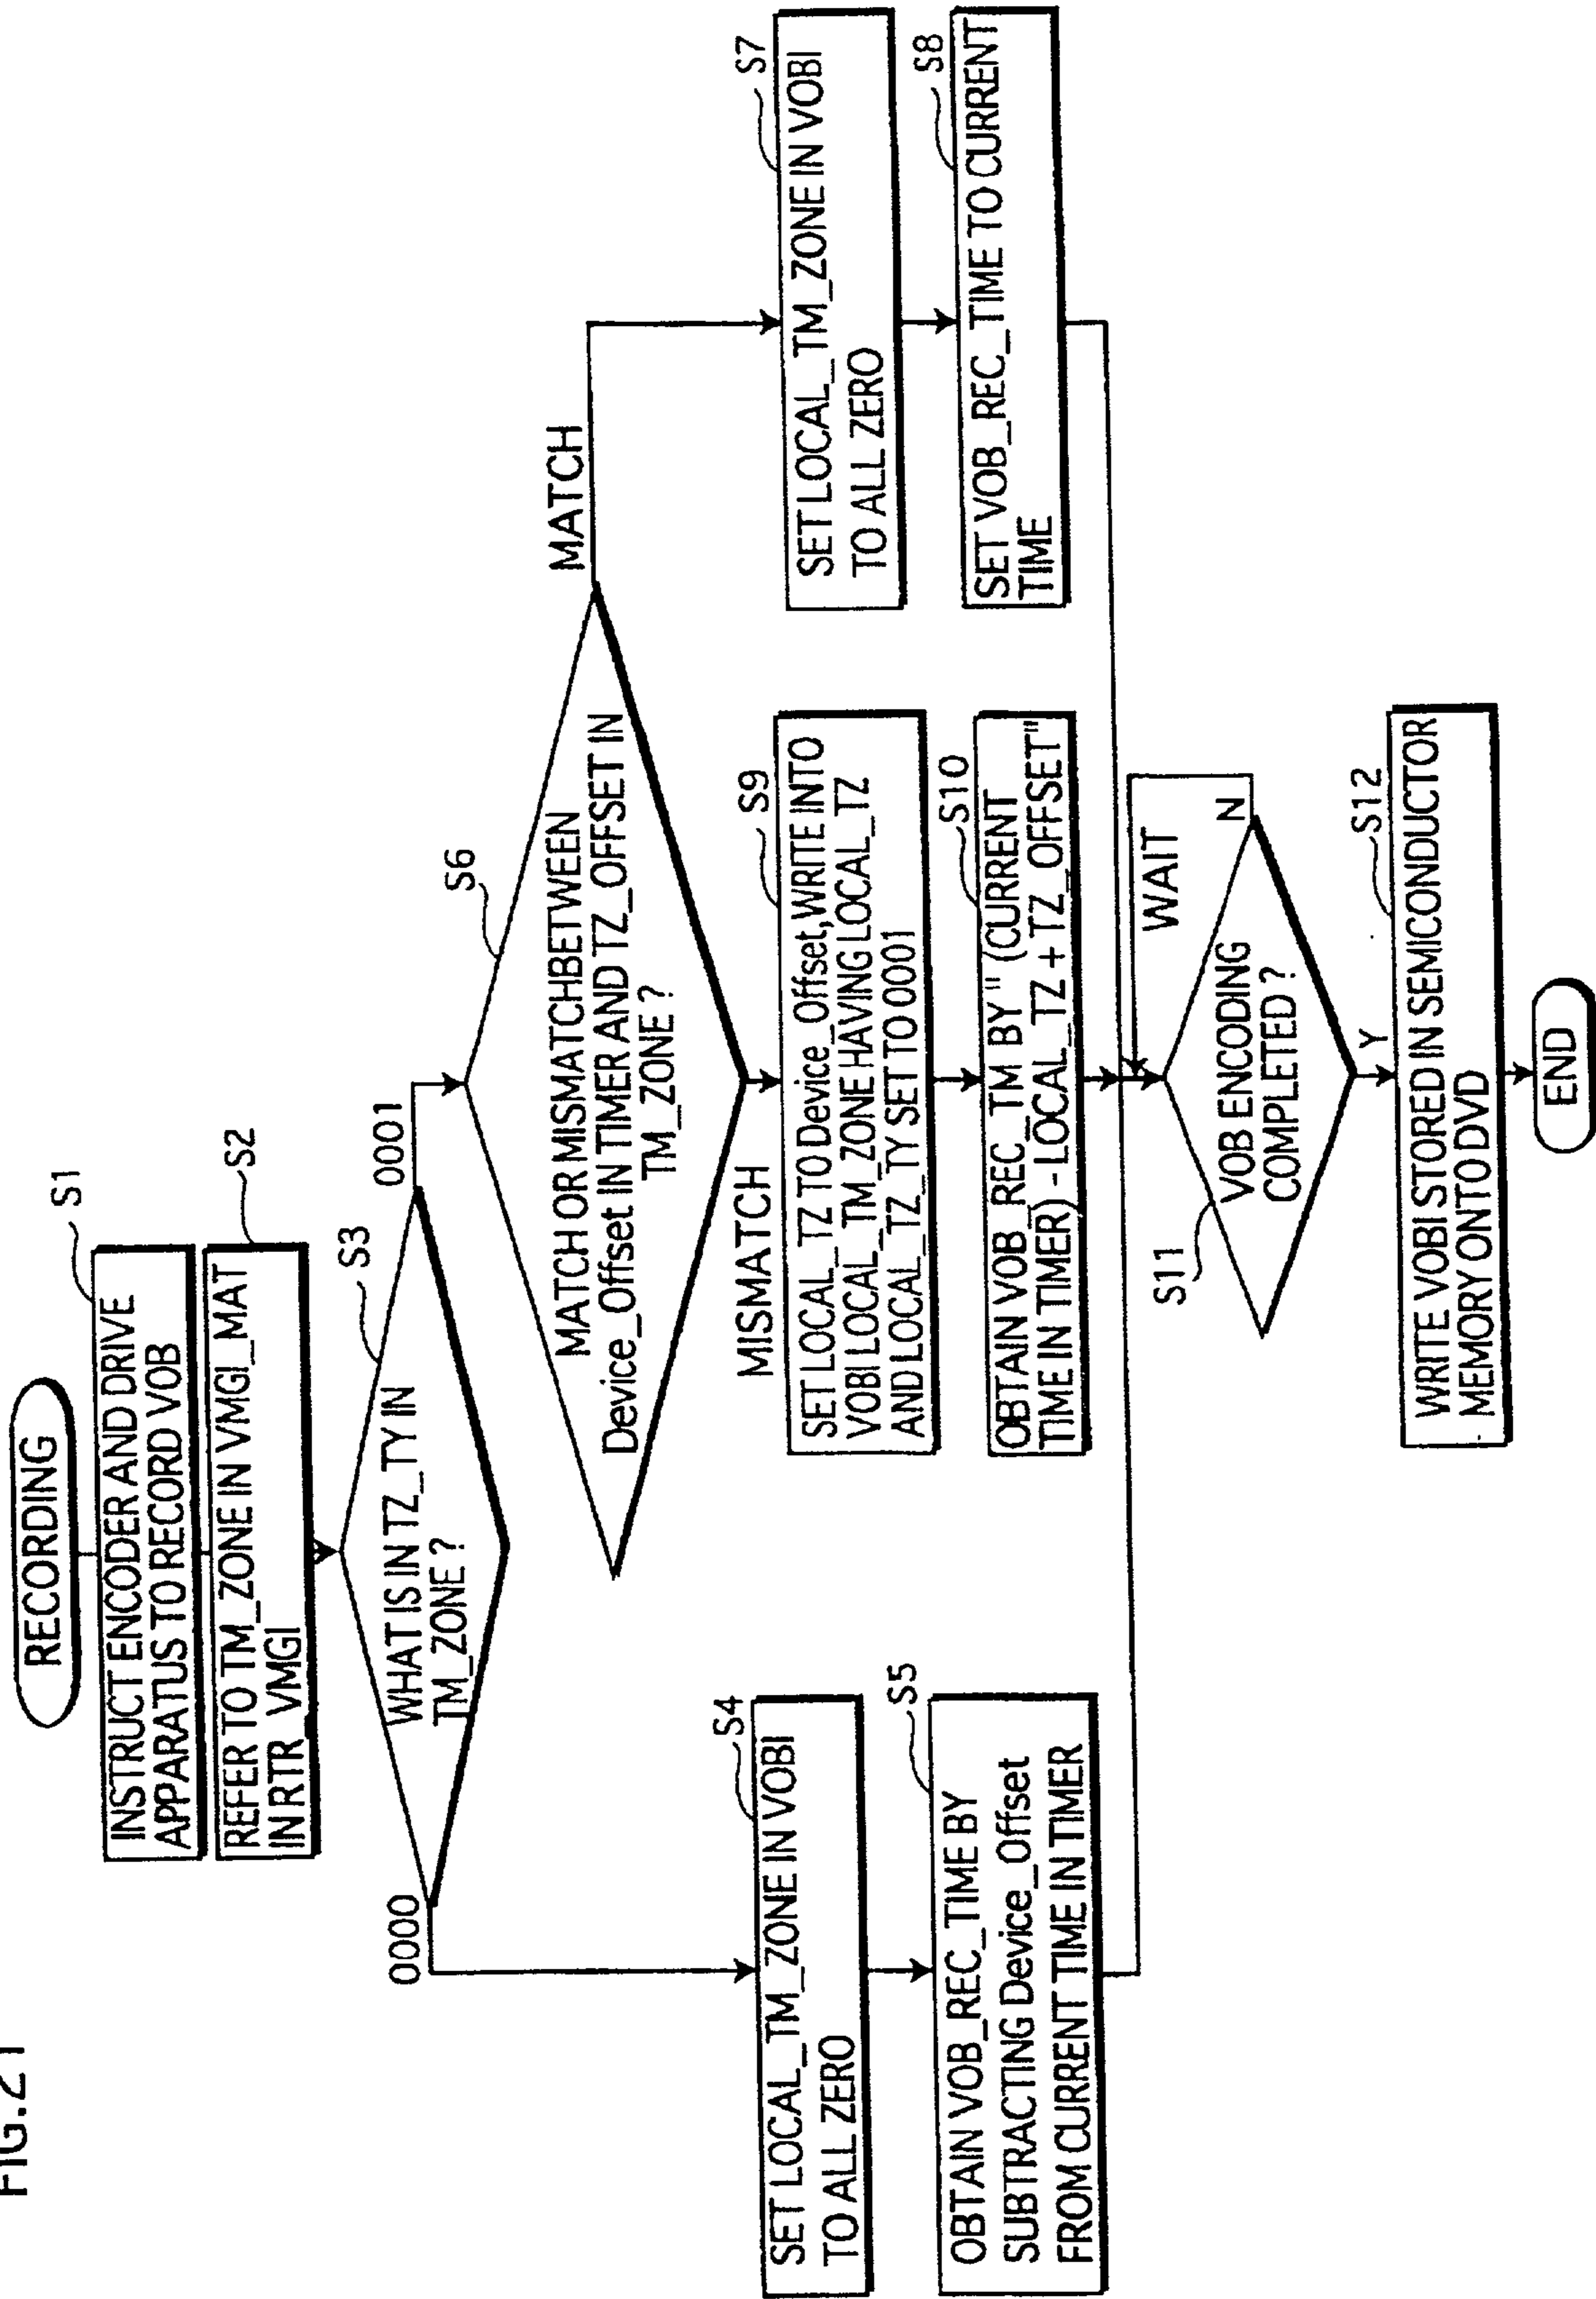 FIG.21
RECORDING
S1
INSTRUCT ENCODER AND DRIVE
APPARATUS TO RECORD VOB
S2
REFER TO TM_ZONE IN VMGI_MAT
IN RTR_VMGI
S3
WHAT IS IN TZ_TY IN
TM_ZONE ?
0000
0001
S4
SET LOCAL_TM_ZONE IN VOBI
TO ALL ZERO
S5
OBTAIN VOB_REC_TIME BY
SUBTRACTING Device_Offset
FROM CURRENT TIME IN TIMER
S6
MATCH OR MISMATCHBETWEEN
Device_Offset IN TIMER AND TZ_OFFSET IN
TM_ZONE ?
MATCH
MISMATCH
S7
SET LOCAL_TM_ZONE IN VOBI
TO ALL ZERO
S8
SET VOB_REC_TIME TO CURRENT
TIME
S9
SET LOCAL_TZ TO Device_Offset,WRITE INTO
VOBI LOCAL_TM_ZONE HAVING LOCAL_TZ
AND LOCAL_TZ_TY SET TO 0001
S10
OBTAIN VOB_REC_TM BY " (CURRENT
TIME IN TIMER) - LOCAL_TZ + TZ_OFFSET"
WAIT
S11
VOB ENCODING
COMPLETED ?
N
Y
S12
WRITE VOBI STORED IN SEMICONDUCTOR
MEMORY ONTO DVD
END